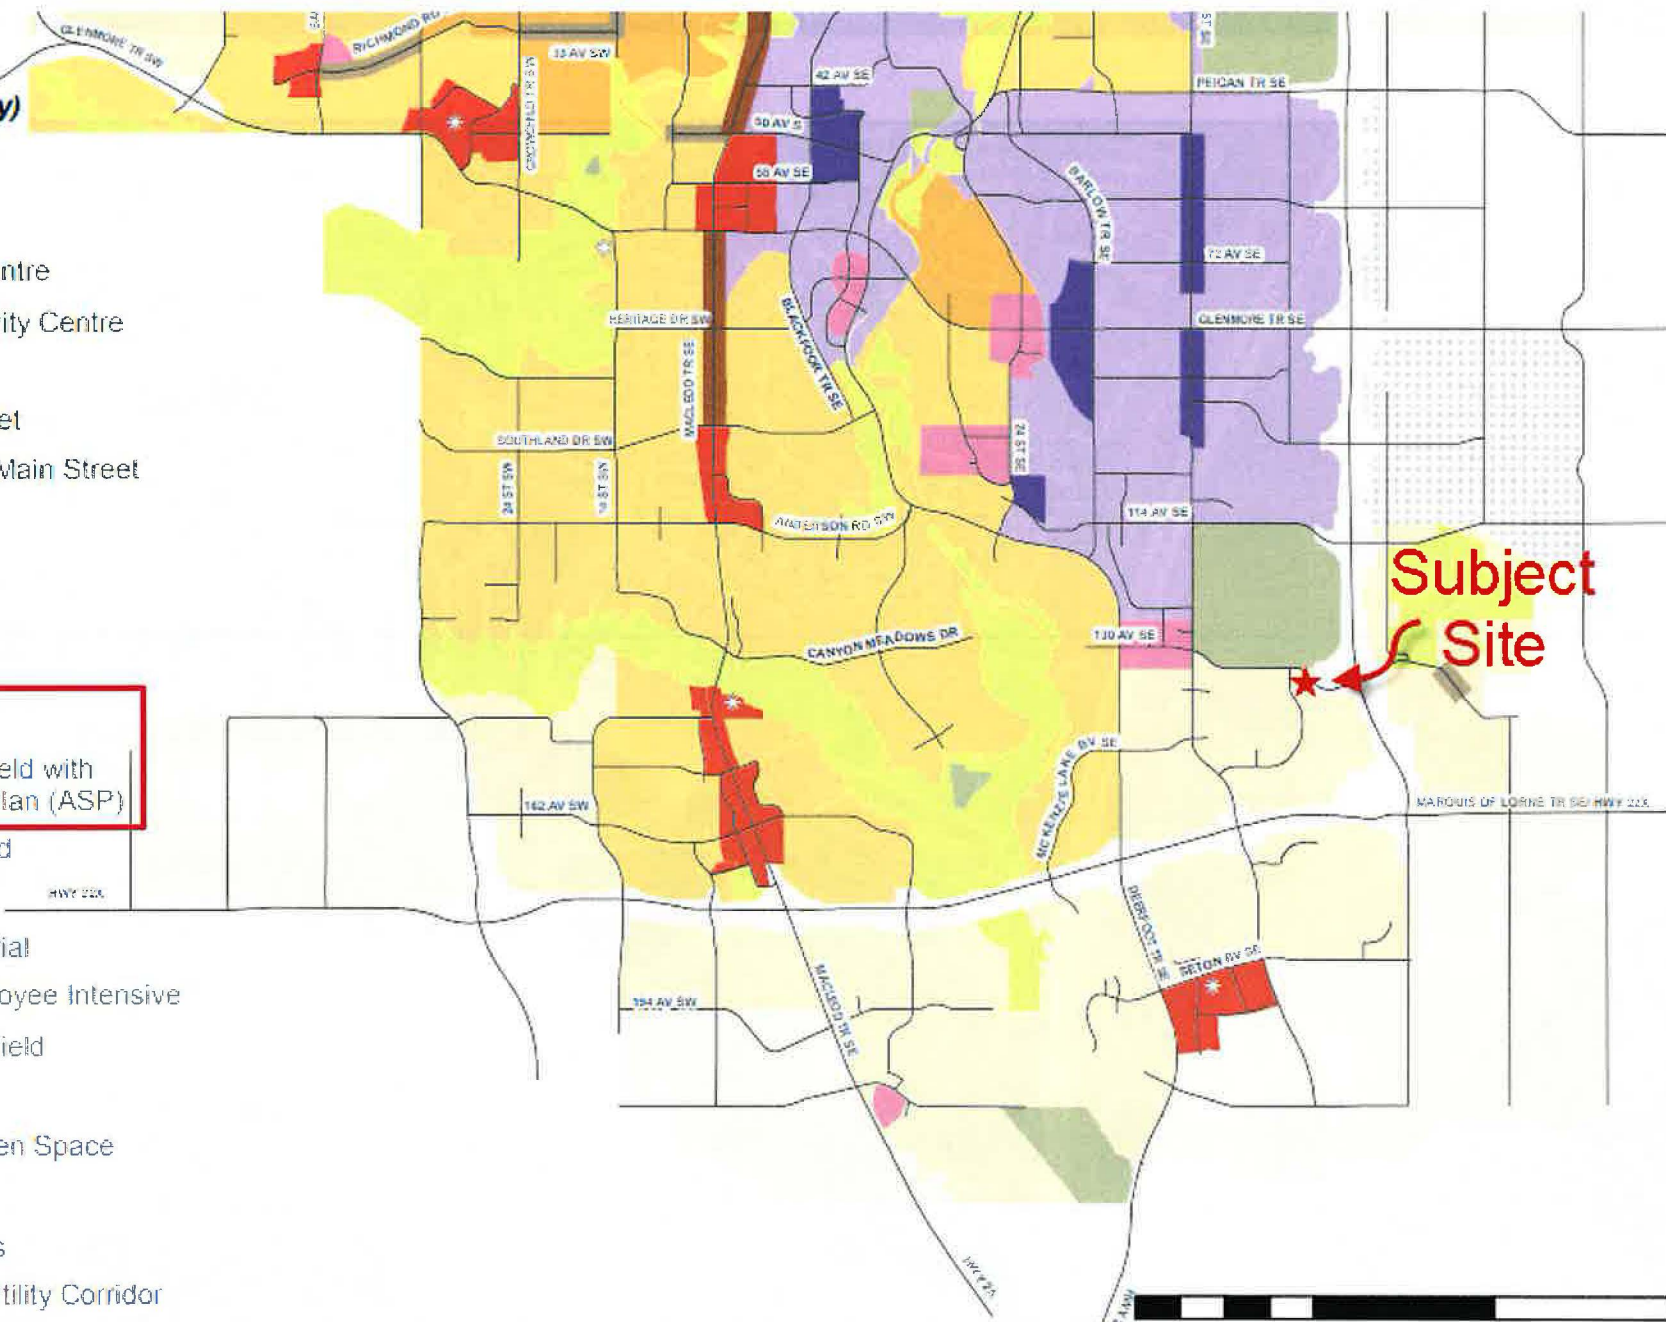 GLENMORE TR SW
RICHMOND RD
33 AV SW
42 AV SE
ST SE
PEIGAN TR SE
y)
CROWCHILD TR SW
50 AV S
58 AV SE
BARLOW TR SE
72 AV SE
ntre
ity Centre
HERITAGE DR SW
BLACKFOOT TR SE
GLENMORE TR SE
MACLEOD TR SE
et
Main Street
SOUTHLAND DR SW
24 ST SW
24 ST SE
ANDERSON RD SW
114 AV SE
Subject
Site
130 AV SE
CANYON MEADOWS DR
eld with
lan (ASP)
MCKENZIE LAKE BV SE
162 AV SW
MARQUIS OF LORNE TR SE/ HWY 22X
d
HWY 22X
DEERFOOT TR SE
ial
SETON BV SE
oyee Intensive
194 AV SW
MACLEOD TR SE
ield
en Space
s
tility Corridor
HWY 2A